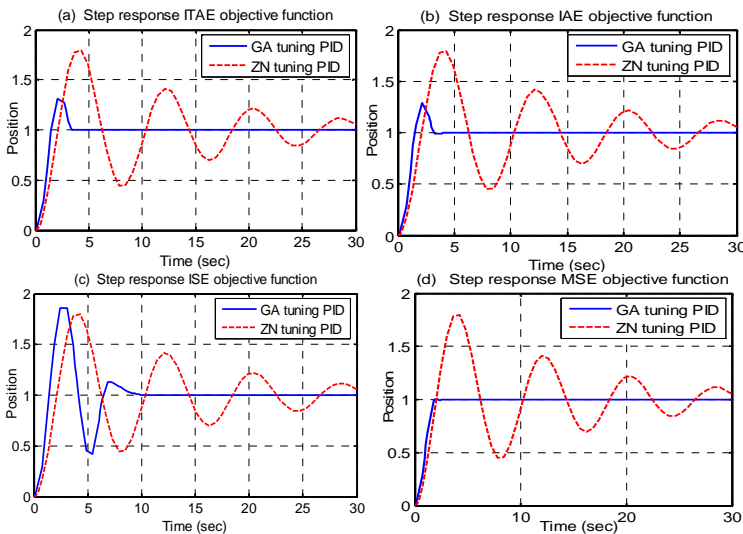 (a) Step response ITAE objective function
GA tuning PID
ZN tuning PID
Position
2
1.5
1
0.5
0
0 5 10 15 20 25 30
Time (sec)
(b) Step response IAE objective function
GA tuning PID
ZN tuning PID
Position
2
1.5
1
0.5
0
0 5 10 15 20 25 30
Time (sec)
(c) Step response ISE objective function
GA tuning PID
ZN tuning PID
Position
2
1.5
1
0.5
0
0 5 10 15 20 25 30
Time (sec)
(d) Step response MSE objective function
GA tuning PID
ZN tuning PID
Position
2
1.5
1
0.5
0
0 10 20 30
Time (sec)